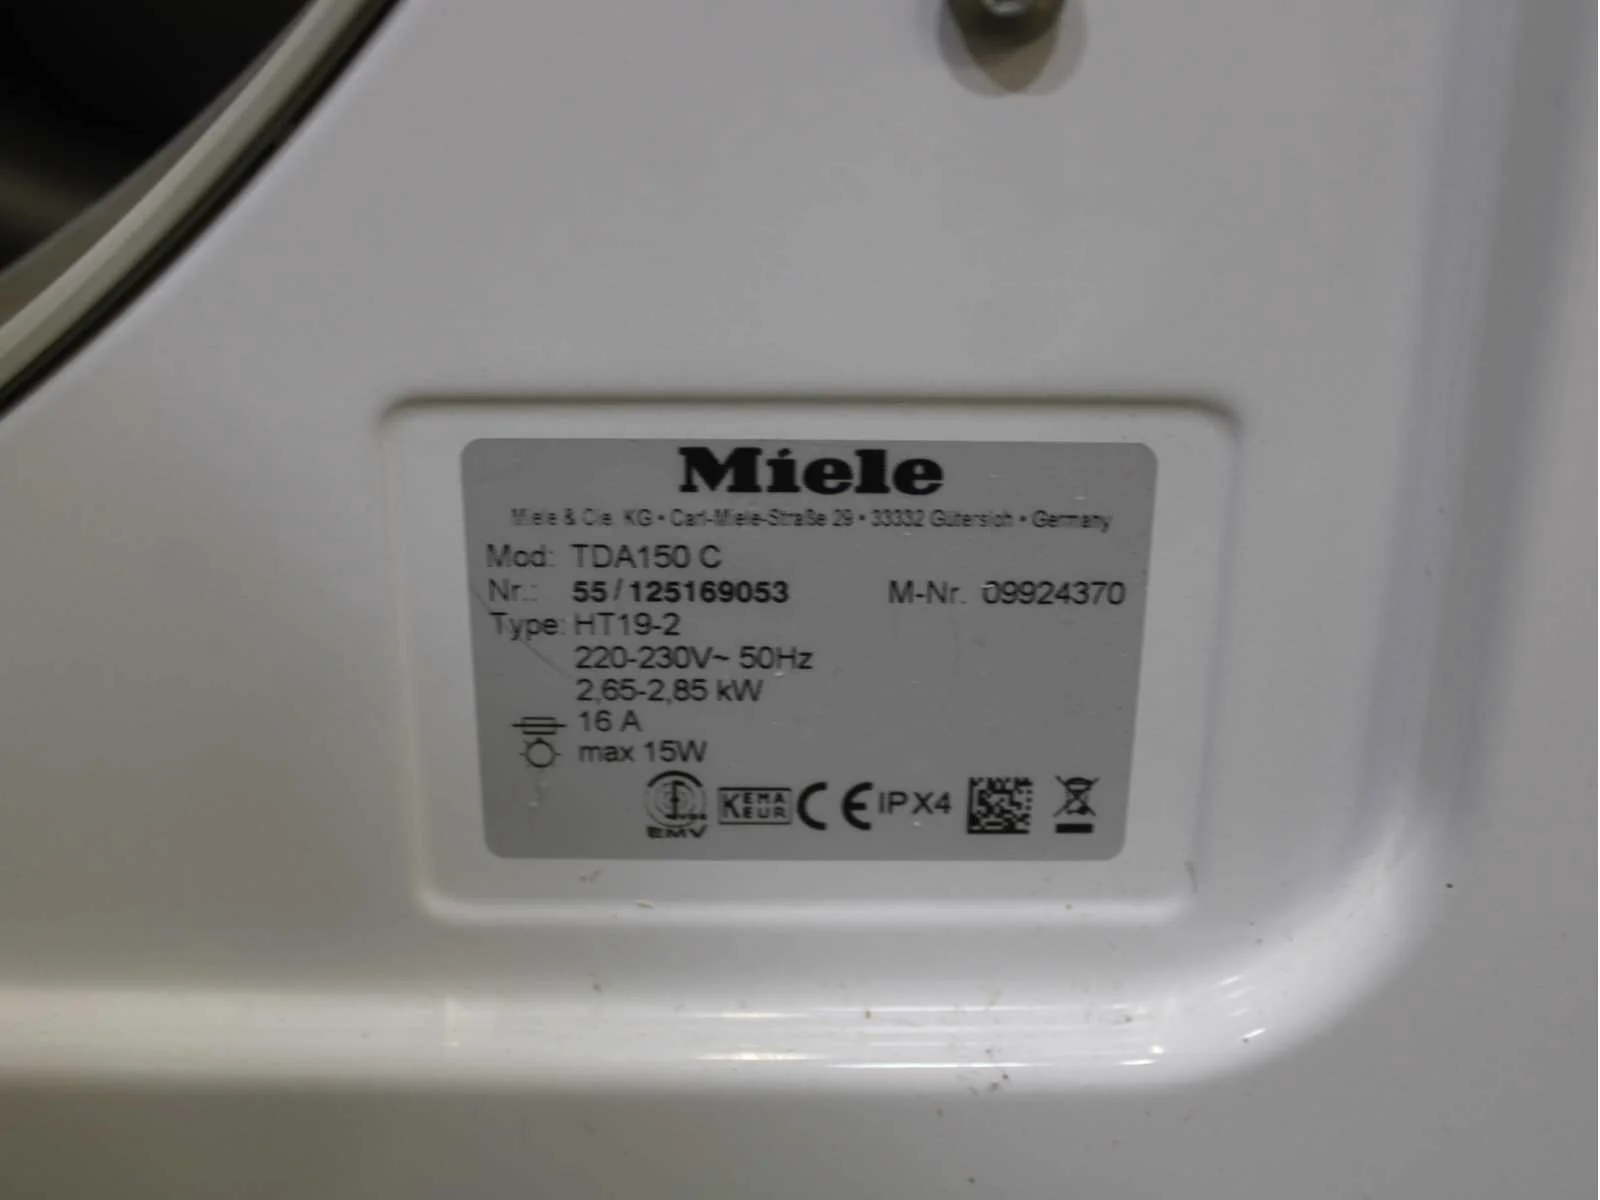 Miele
Miele & Cie. KG • Carl-Miele-Straße 29 • 33332 Gütersloh • Germany
Mod: TDA150 C
Nr.: 55/125169053 M-Nr. 09924370
Type: HT19-2
220-230V~ 50Hz
2,65-2,85 kW
16 A
max 15W
EMV KEMA EUR CE IPX4